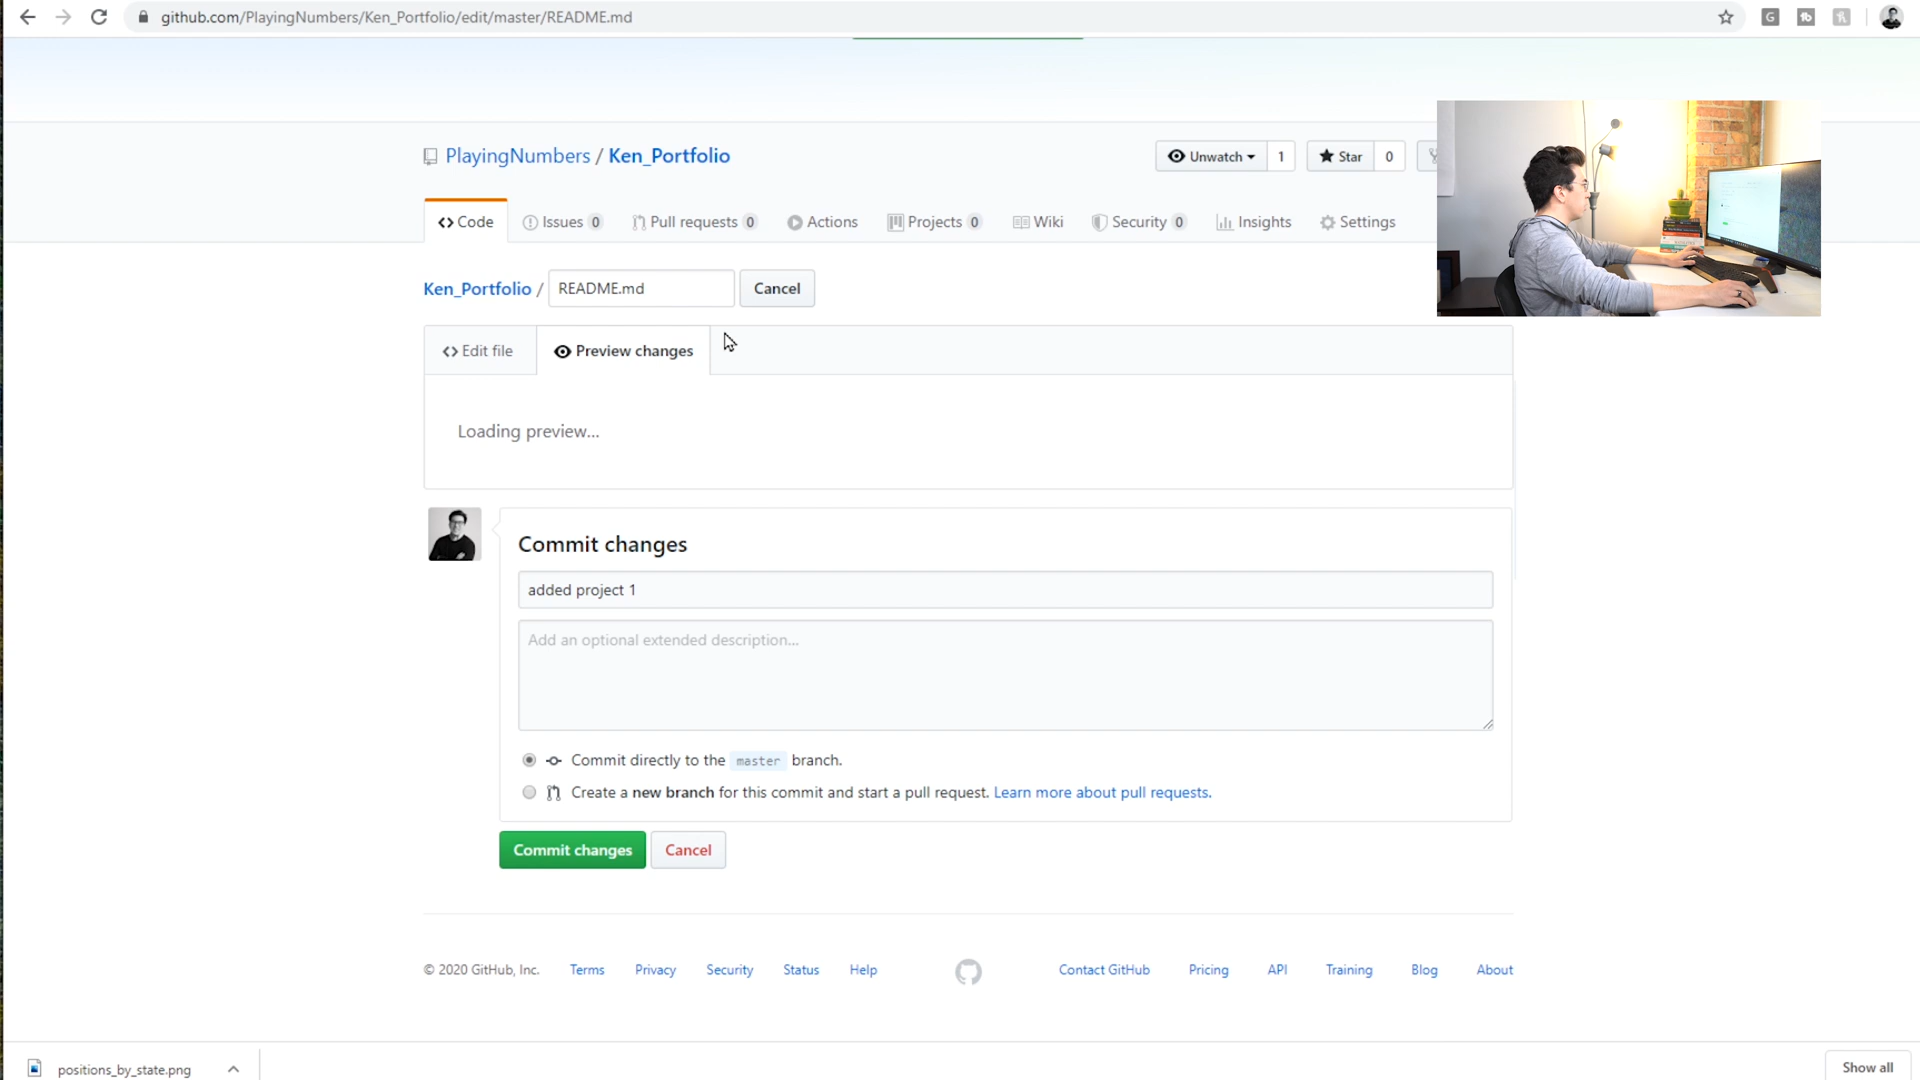 github.com/PlayingNumbers/Ken_Portfolio/edit/master/README.md
PlayingNumbers / Ken_Portfolio
Unwatch 1
Star 0
Code
Issues 0
Pull requests 0
Actions
Projects 0
Wiki
Security 0
Insights
Settings
Ken_Portfolio / README.md Cancel
Edit file
Preview changes
Loading preview...
Commit changes
added project 1
Add an optional extended description...
Commit directly to the master branch.
Create a new branch for this commit and start a pull request. Learn more about pull requests.
Commit changes Cancel
© 2020 GitHub, Inc. Terms Privacy Security Status Help Contact GitHub Pricing API Training Blog About
positions_by_state.png
Show all